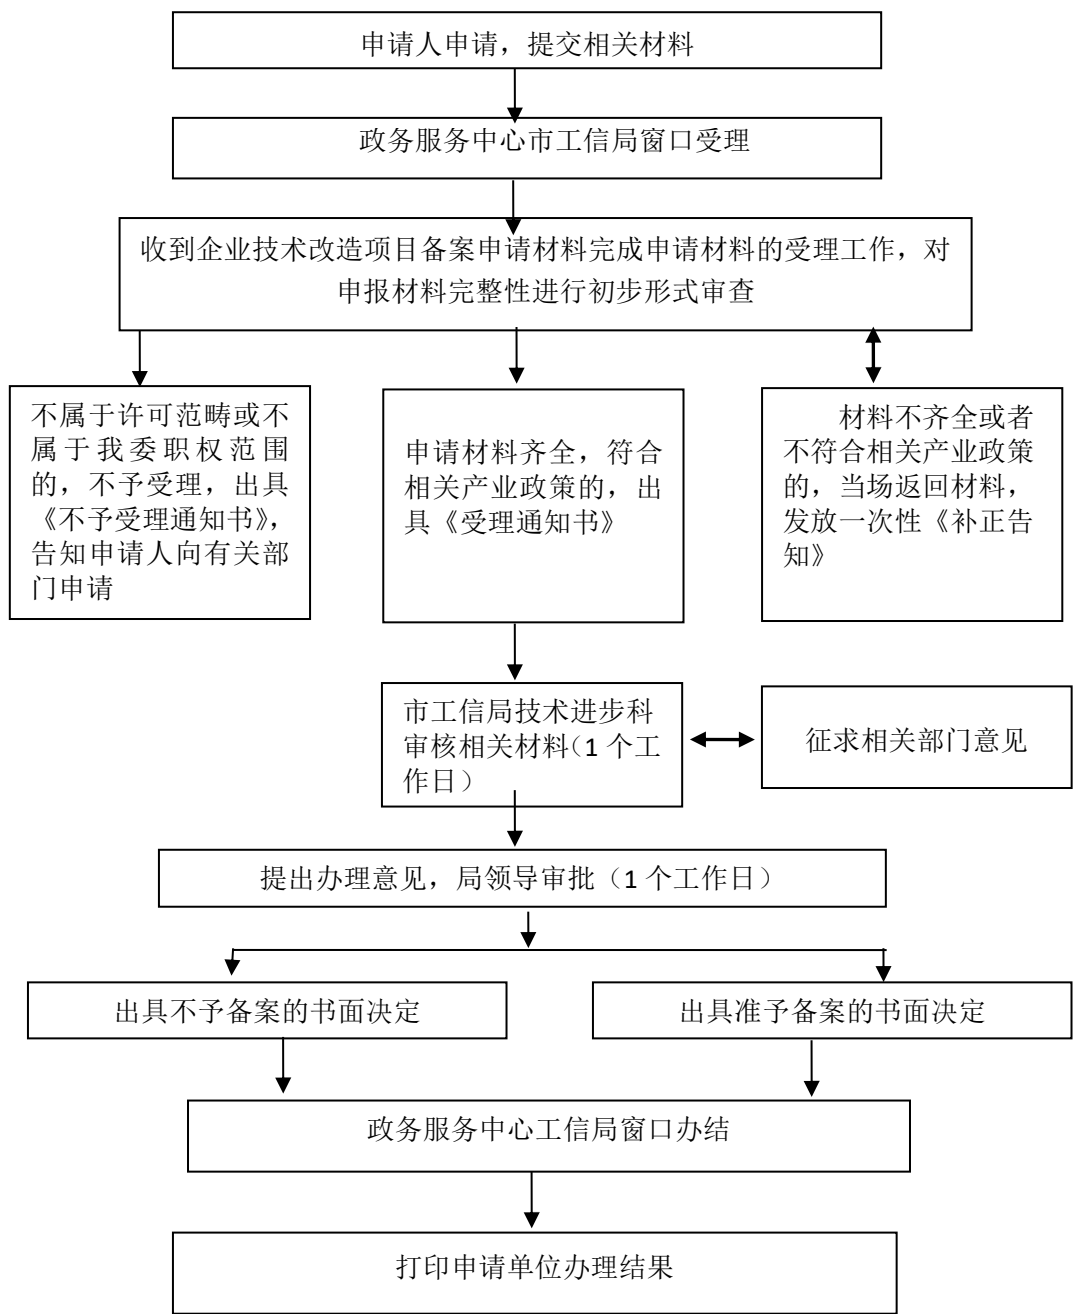 申请人申请，提交相关材料
政务服务中心市工信局窗口受理
收到企业技术改造项目备案申请材料完成申请材料的受理工作，对
申报材料完整性进行初步形式审查
不属于许可范畴或不
属于我委职权范围
的，不予受理，出具
《不予受理通知书》，
告知申请人向有关部
门申请
申请材料齐全，符合
相关产业政策的，出
具《受理通知书》
材料不齐全或者
不符合相关产业政策
的，当场返回材料，
发放一次性《补正告
知》
市工信局技术进步科
审核相关材料（1个工
作日）
征求相关部门意见
提出办理意见，局领导审批（1个工作日）
出具不予备案的书面决定
出具准予备案的书面决定
政务服务中心工信局窗口办结
打印申请单位办理结果